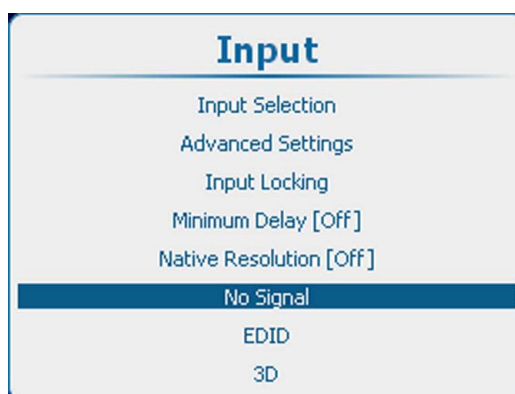 Input
Input Selection
Advanced Settings
Input Locking
Minimum Delay [Off]
Native Resolution [Off]
No Signal
EDID
3D